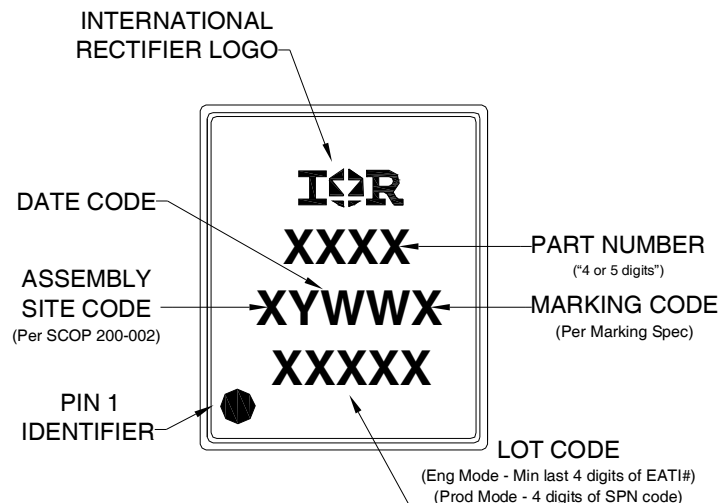 INTERNATIONAL
RECTIFIER LOGO
IOR
DATE CODE
XXXX
PART NUMBER
("4 or 5 digits")
ASSEMBLY
SITE CODE
(Per SCOP 200-002)
XYWWX
MARKING CODE
(Per Marking Spec)
XXXXX
PIN 1
IDENTIFIER
LOT CODE
(Eng Mode - Min last 4 digits of EATI#)
(Prod Mode - 4 digits of SPN code)